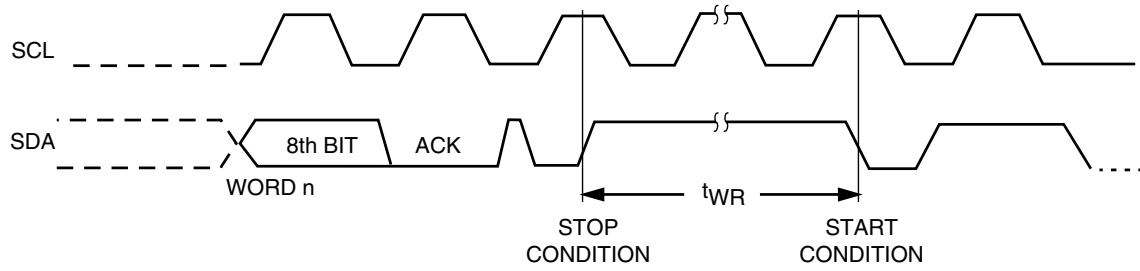 SCL
SDA
8th BIT
ACK
WORD n
tWR
STOP
CONDITION
START
CONDITION